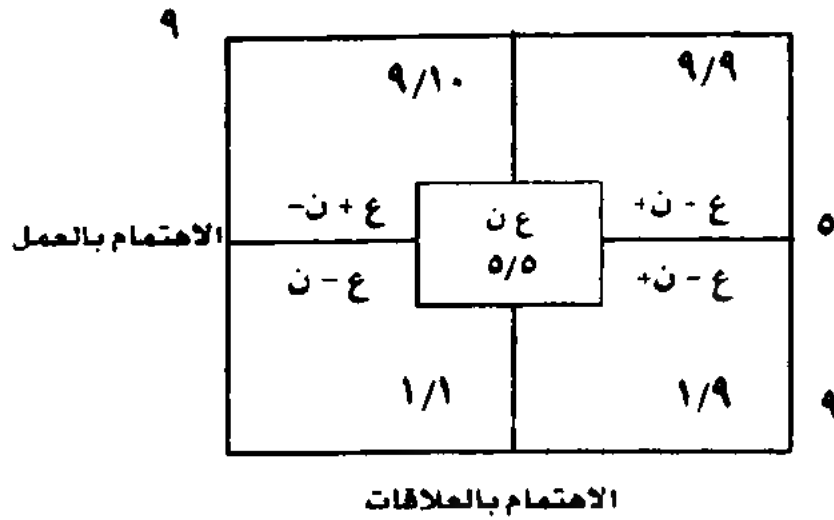 ٩
٩/١٠ ٩/٩
ع + ن- ع ن ع + ن+
الاهتمام بالعمل ٥/٥ ٥
ع - ن ع - ن+
١/١ ١/٩ ٩
الاهتمام بالعلاقات